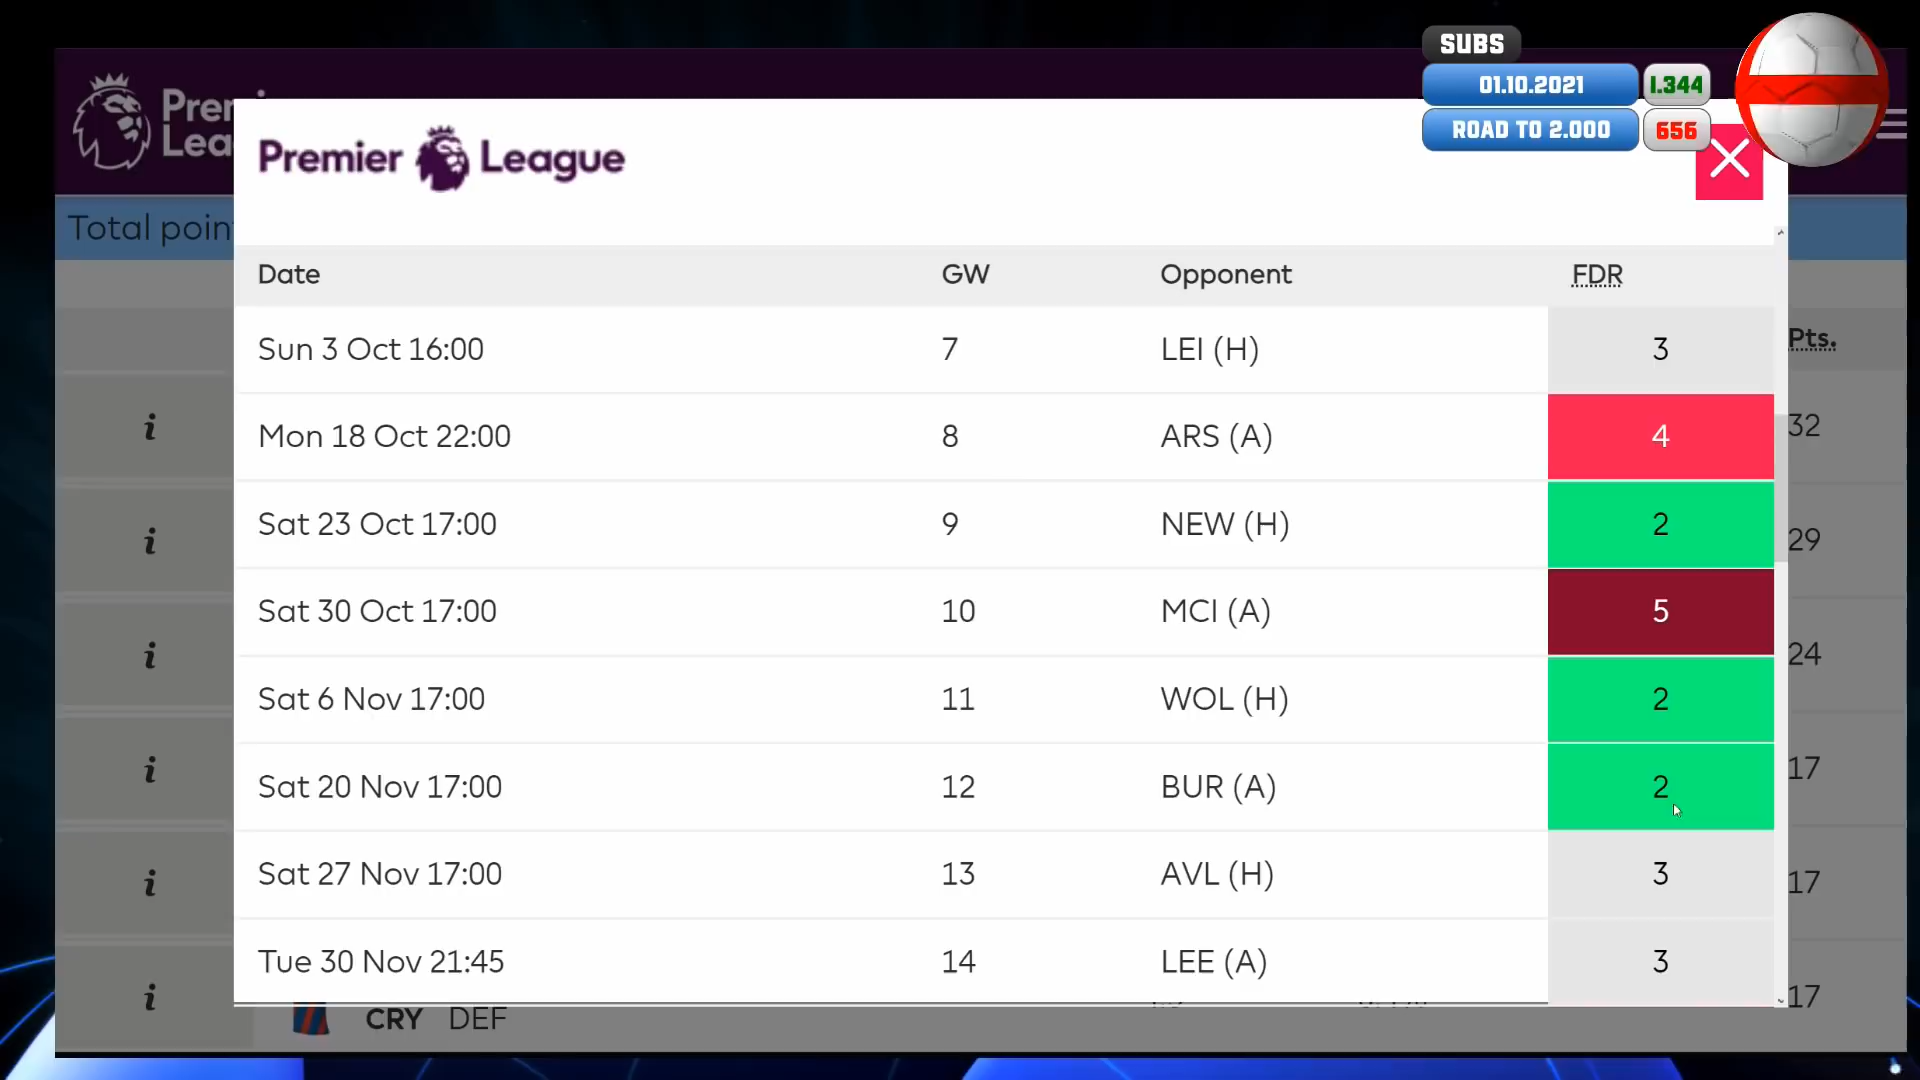 SUBS
01.10.2021 1.344
ROAD TO 2.000 656
Premier League
Total poin
Date GW Opponent FDR
Sun 3 Oct 16:00 7 LEI (H) 3
Pts.
Mon 18 Oct 22:00 8 ARS (A) 4
32
Sat 23 Oct 17:00 9 NEW (H) 2
29
Sat 30 Oct 17:00 10 MCI (A) 5
24
Sat 6 Nov 17:00 11 WOL (H) 2
Sat 20 Nov 17:00 12 BUR (A) 2
17
Sat 27 Nov 17:00 13 AVL (H) 3
17
Tue 30 Nov 21:45 14 LEE (A) 3
17
CRY DEF